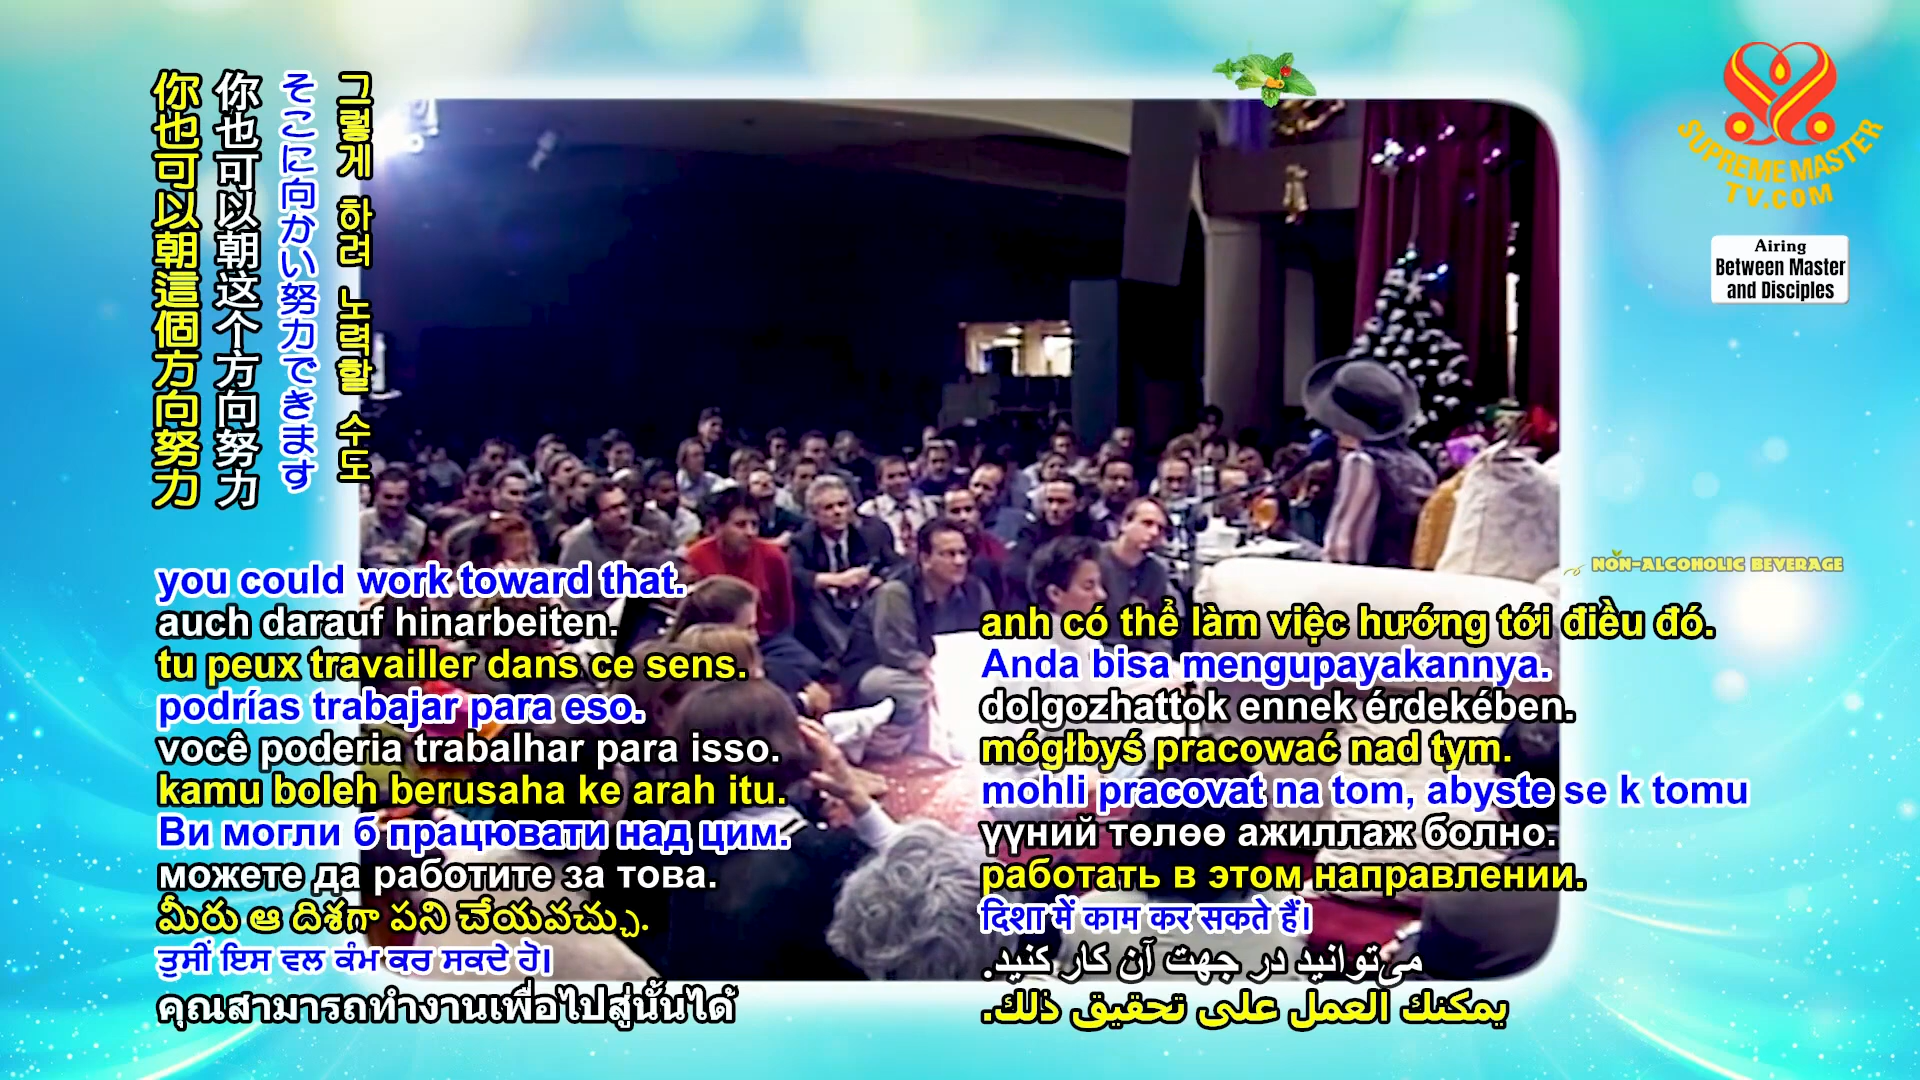 你也可以朝這個方向努力
你也可以朝这个方向努力
そこに向かい努力できます
그렇게 하려 노력할 수도
SUPREME MASTER
TV.COM
Airing
Between Master
and Disciples
NON-ALCOHOLIC BEVERAGE
you could work toward that.
auch darauf hinarbeiten.
tu peux travailler dans ce sens.
podrías trabajar para eso.
você poderia trabalhar para isso.
kamu boleh berusaha ke arah itu.
Ви могли б працювати над цим.
можете да работите за това.
మీరు ఆ దిశగా పని చేయవచ్చు.
ਤੁਸੀਂ ਇਸ ਵਲ ਕੰਮ ਕਰ ਸਕਦੇ ਹੋ।
คุณสามารถทำงานเพื่อไปสู่นั้นได้
anh có thể làm việc hướng tới điều đó.
Anda bisa mengupayakannya.
dolgozhattok ennek érdekében.
mógłbyś pracować nad tym.
mohli pracovat na tom, abyste se k tomu
үүний төлөө ажиллаж болно.
работать в этом направлении.
दिशा में काम कर सकते हैं।
می‌توانید در جهت آن کار کنید.
يمكنك العمل على تحقيق ذلك.